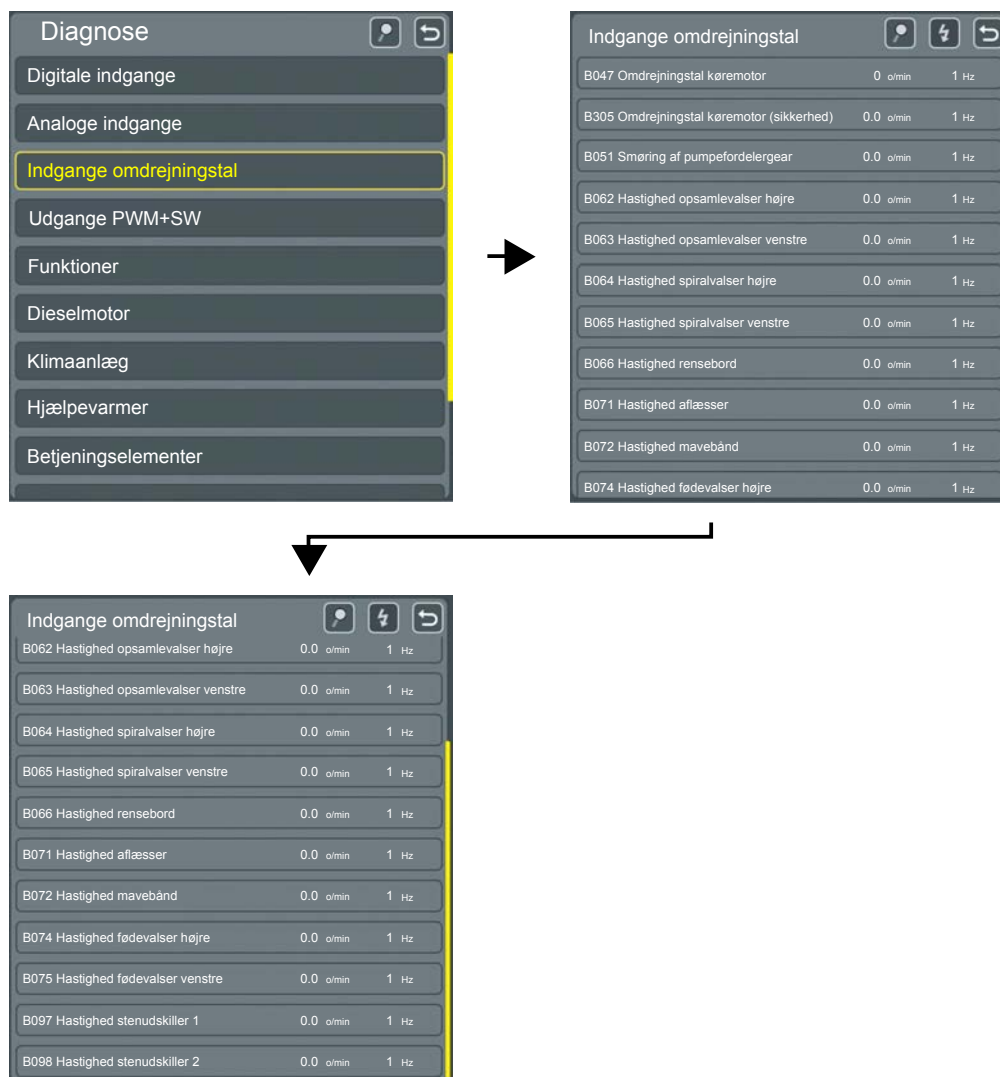 Diagnose
Digitale indgange
Analoge indgange
Indgange omdrejningstal
Udgange PWM+SW
Funktioner
Dieselmotor
Klimaanlæg
Hjælpevarmer
Betjeningselementer
Indgange omdrejningstal
B047 Omdrejningstal køremotor 0 o/min 1 Hz
B305 Omdrejningstal køremotor (sikkerhed) 0.0 o/min 1 Hz
B051 Smøring af pumpefordelergear 0.0 o/min 1 Hz
B062 Hastighed opsamlevalser højre 0.0 o/min 1 Hz
B063 Hastighed opsamlevalser venstre 0.0 o/min 1 Hz
B064 Hastighed spiralvalser højre 0.0 o/min 1 Hz
B065 Hastighed spiralvalser venstre 0.0 o/min 1 Hz
B066 Hastighed rensebord 0.0 o/min 1 Hz
B071 Hastighed aflæsser 0.0 o/min 1 Hz
B072 Hastighed mavebånd 0.0 o/min 1 Hz
B074 Hastighed fødevalser højre 0.0 o/min 1 Hz
Indgange omdrejningstal
B062 Hastighed opsamlevalser højre 0.0 o/min 1 Hz
B063 Hastighed opsamlevalser venstre 0.0 o/min 1 Hz
B064 Hastighed spiralvalser højre 0.0 o/min 1 Hz
B065 Hastighed spiralvalser venstre 0.0 o/min 1 Hz
B066 Hastighed rensebord 0.0 o/min 1 Hz
B071 Hastighed aflæsser 0.0 o/min 1 Hz
B072 Hastighed mavebånd 0.0 o/min 1 Hz
B074 Hastighed fødevalser højre 0.0 o/min 1 Hz
B075 Hastighed fødevalser venstre 0.0 o/min 1 Hz
B097 Hastighed stenudskiller 1 0.0 o/min 1 Hz
B098 Hastighed stenudskiller 2 0.0 o/min 1 Hz